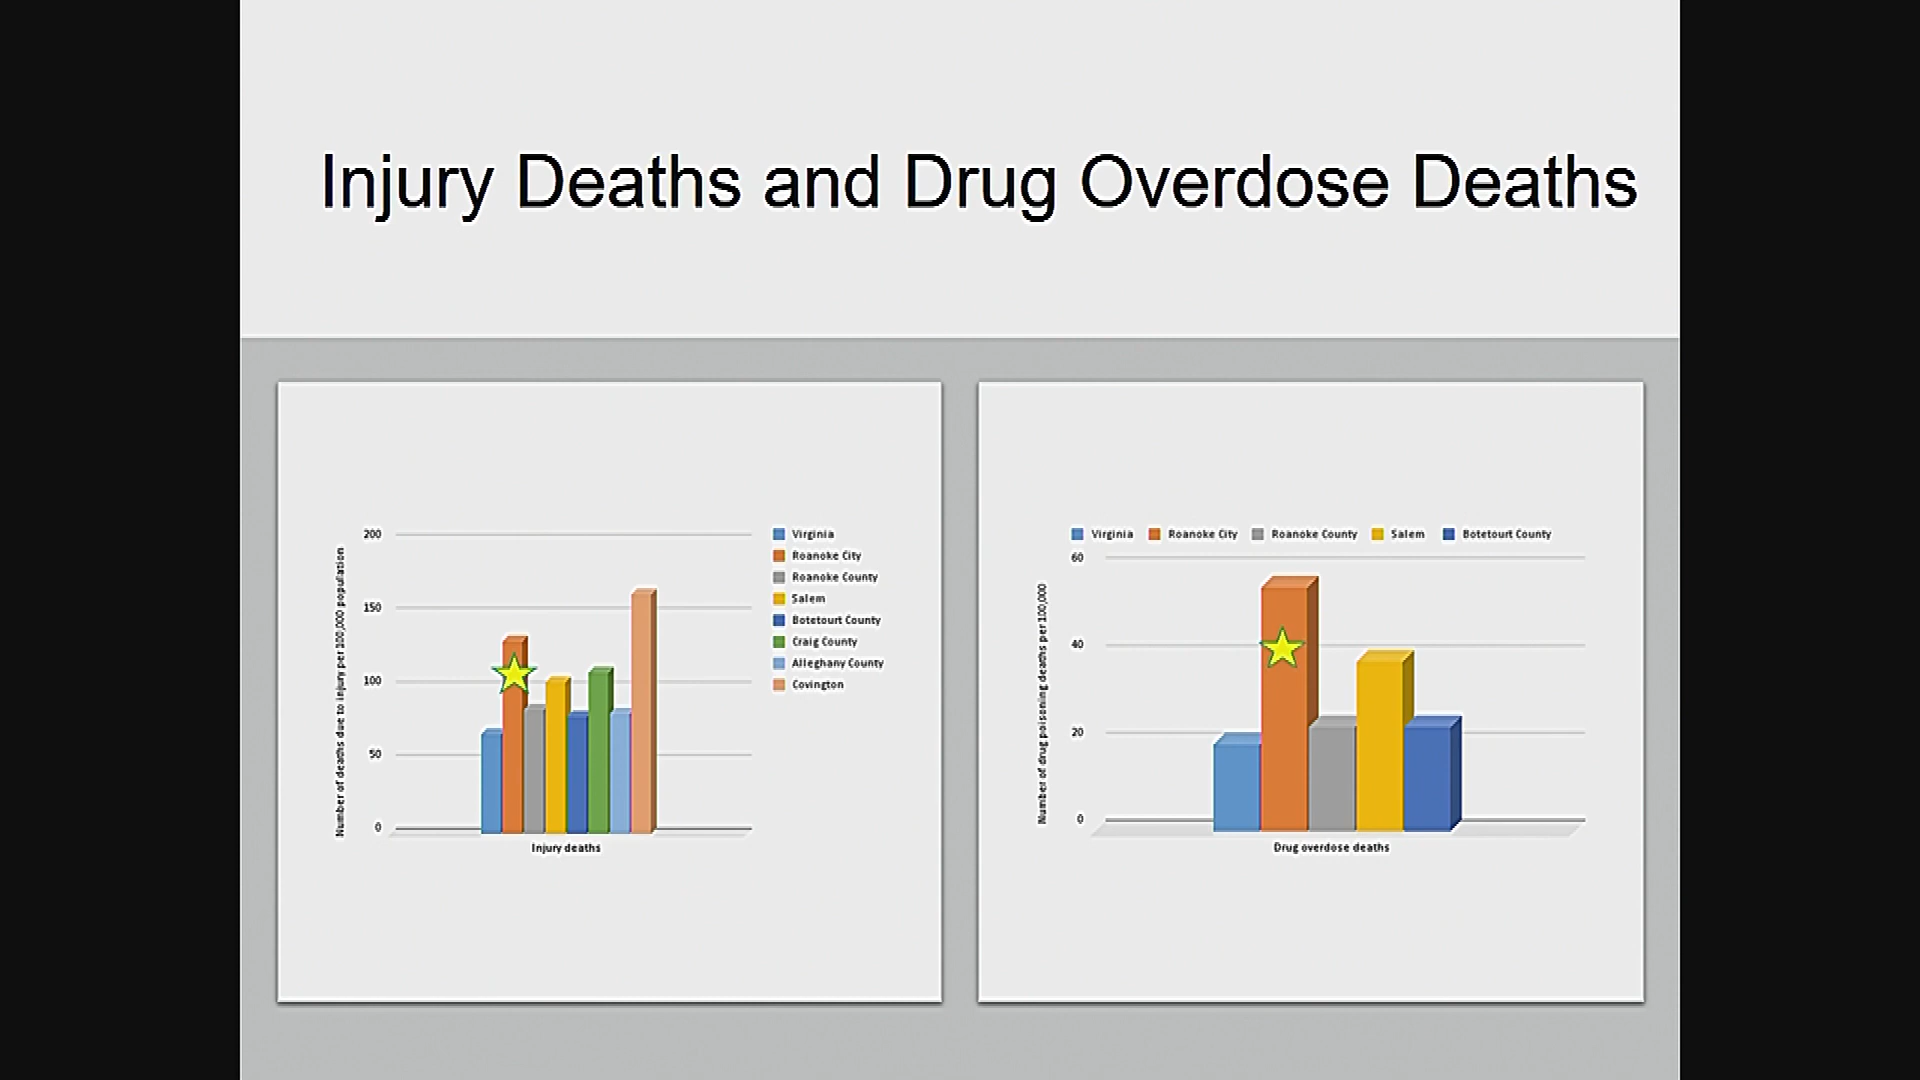 Injury Deaths and Drug Overdose Deaths
Number of deaths due to injury per 100,000 population
200
150
100
50
0
Injury deaths
Virginia
Roanoke City
Roanoke County
Salem
Botetourt County
Craig County
Alleghany County
Covington
Virginia Roanoke City Roanoke County Salem Botetourt County
Number of drug poisoning deaths per 100,000
60
40
20
0
Drug overdose deaths